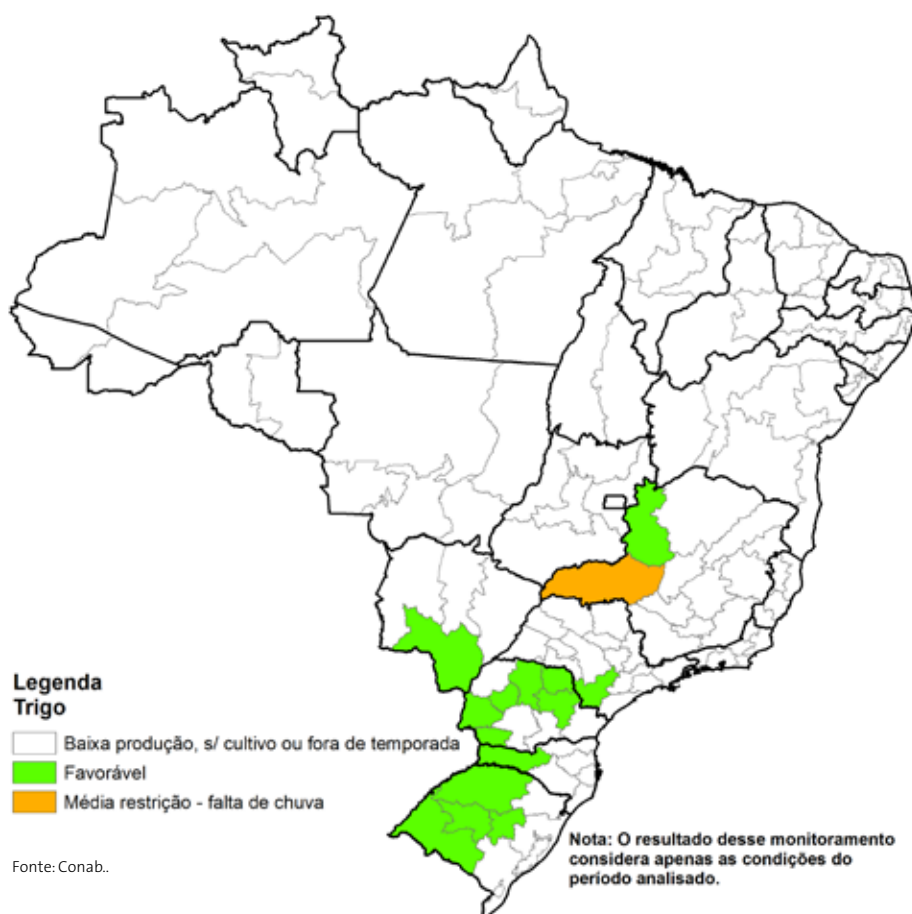 Legenda
Trigo
Baixa produção, s/ cultivo ou fora de temporada
Favorável
Média restrição - falta de chuva
Fonte: Conab..
Nota: O resultado desse monitoramento
considera apenas as condições do
período analisado.